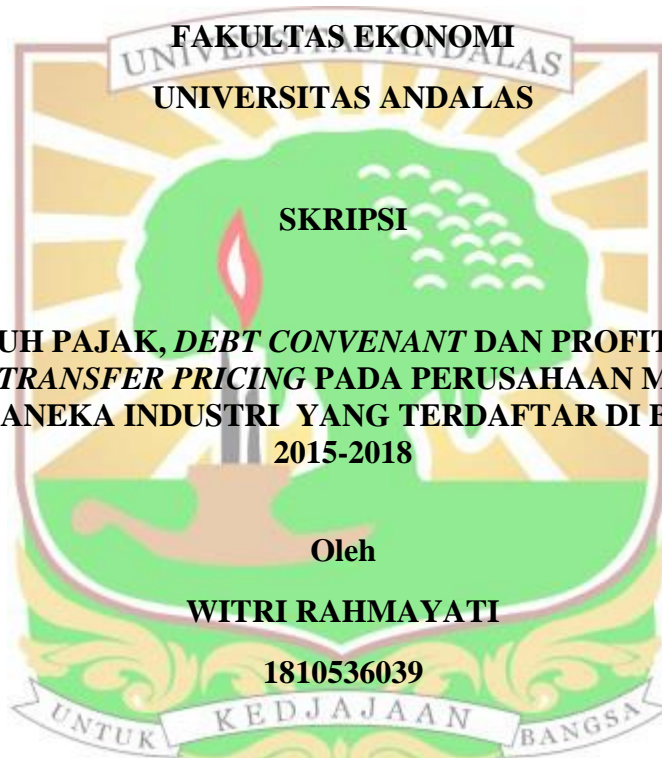 UNIVERSITAS ANDALAS
FAKULTAS EKONOMI
UNIVERSITAS ANDALAS
SKRIPSI
UH PAJAK, DEBT CONVENANT DAN PROFIT
TRANSFER PRICING PADA PERUSAHAAN M
ANEKA INDUSTRI YANG TERDAFTAR DI B
2015-2018
Oleh
WITRI RAHMAYATI
1810536039
UNTUK KEDJAJAAN BANGSA